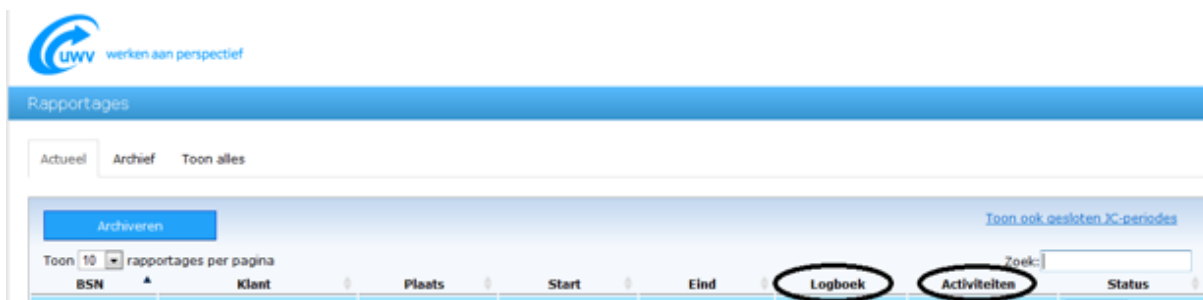 uwv werken aan perspectief
Rapportages
Actueel Archief Toon alles
Archiveren Toon ook gesloten JC-periodes
Toon 10 rapportages per pagina Zoek:
BSN Klant Plaats Start Eind Logboek Activiteiten Status